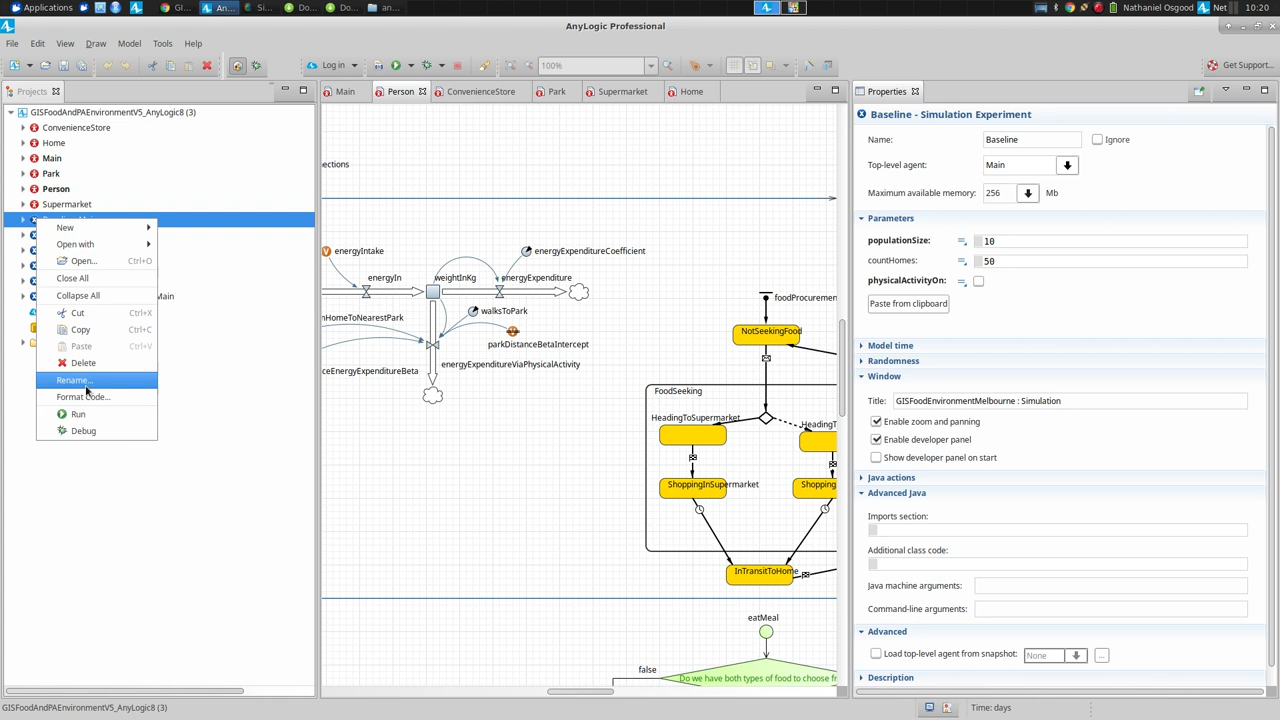 Applications
Gl...
An...
Si...
Do...
Do...
an...
Nathaniel Osgood
Net
10:20
AnyLogic Professional
File Edit View Draw Model Tools Help
Log in
100%
Get Support...
Projects
Main
Person
ConvenienceStore
Park
Supermarket
Home
Properties
GISFoodAndPAEnvironmentV5_AnyLogic8 (3)
ConvenienceStore
Home
Main
Park
Person
Supermarket
Main
New
Open with
Open... Ctrl+O
Close All
Collapse All
Cut Ctrl+X
Copy Ctrl+C
Paste Ctrl+V
Delete
Rename...
Format Code...
Run
Debug
ections
energyIntake
energyExpenditureCoefficient
energyIn
weightInKg
energyExpenditure
nHomeToNearestPark
walksToPark
parkDistanceBetaIntercept
ceEnergyExpenditureBeta
energyExpenditureViaPhysicalActivity
foodProcuremen
NotSeekingFood
FoodSeeking
HeadingToSupermarket
HeadingT
ShoppingInSupermarket
Shopping
InTransitToHome
eatMeal
false
Do we have both types of food to choose fr
Baseline - Simulation Experiment
Name: Baseline Ignore
Top-level agent: Main
Maximum available memory: 256 Mb
Parameters
populationSize: 10
countHomes: 50
physicalActivityOn:
Paste from clipboard
Model time
Randomness
Window
Title: GISFoodEnvironmentMelbourne : Simulation
Enable zoom and panning
Enable developer panel
Show developer panel on start
Java actions
Advanced Java
Imports section:
Additional class code:
Java machine arguments:
Command-line arguments:
Advanced
Load top-level agent from snapshot: None ...
Description
GISFoodAndPAEnvironmentV5_AnyLogic8 (3)
Time: days